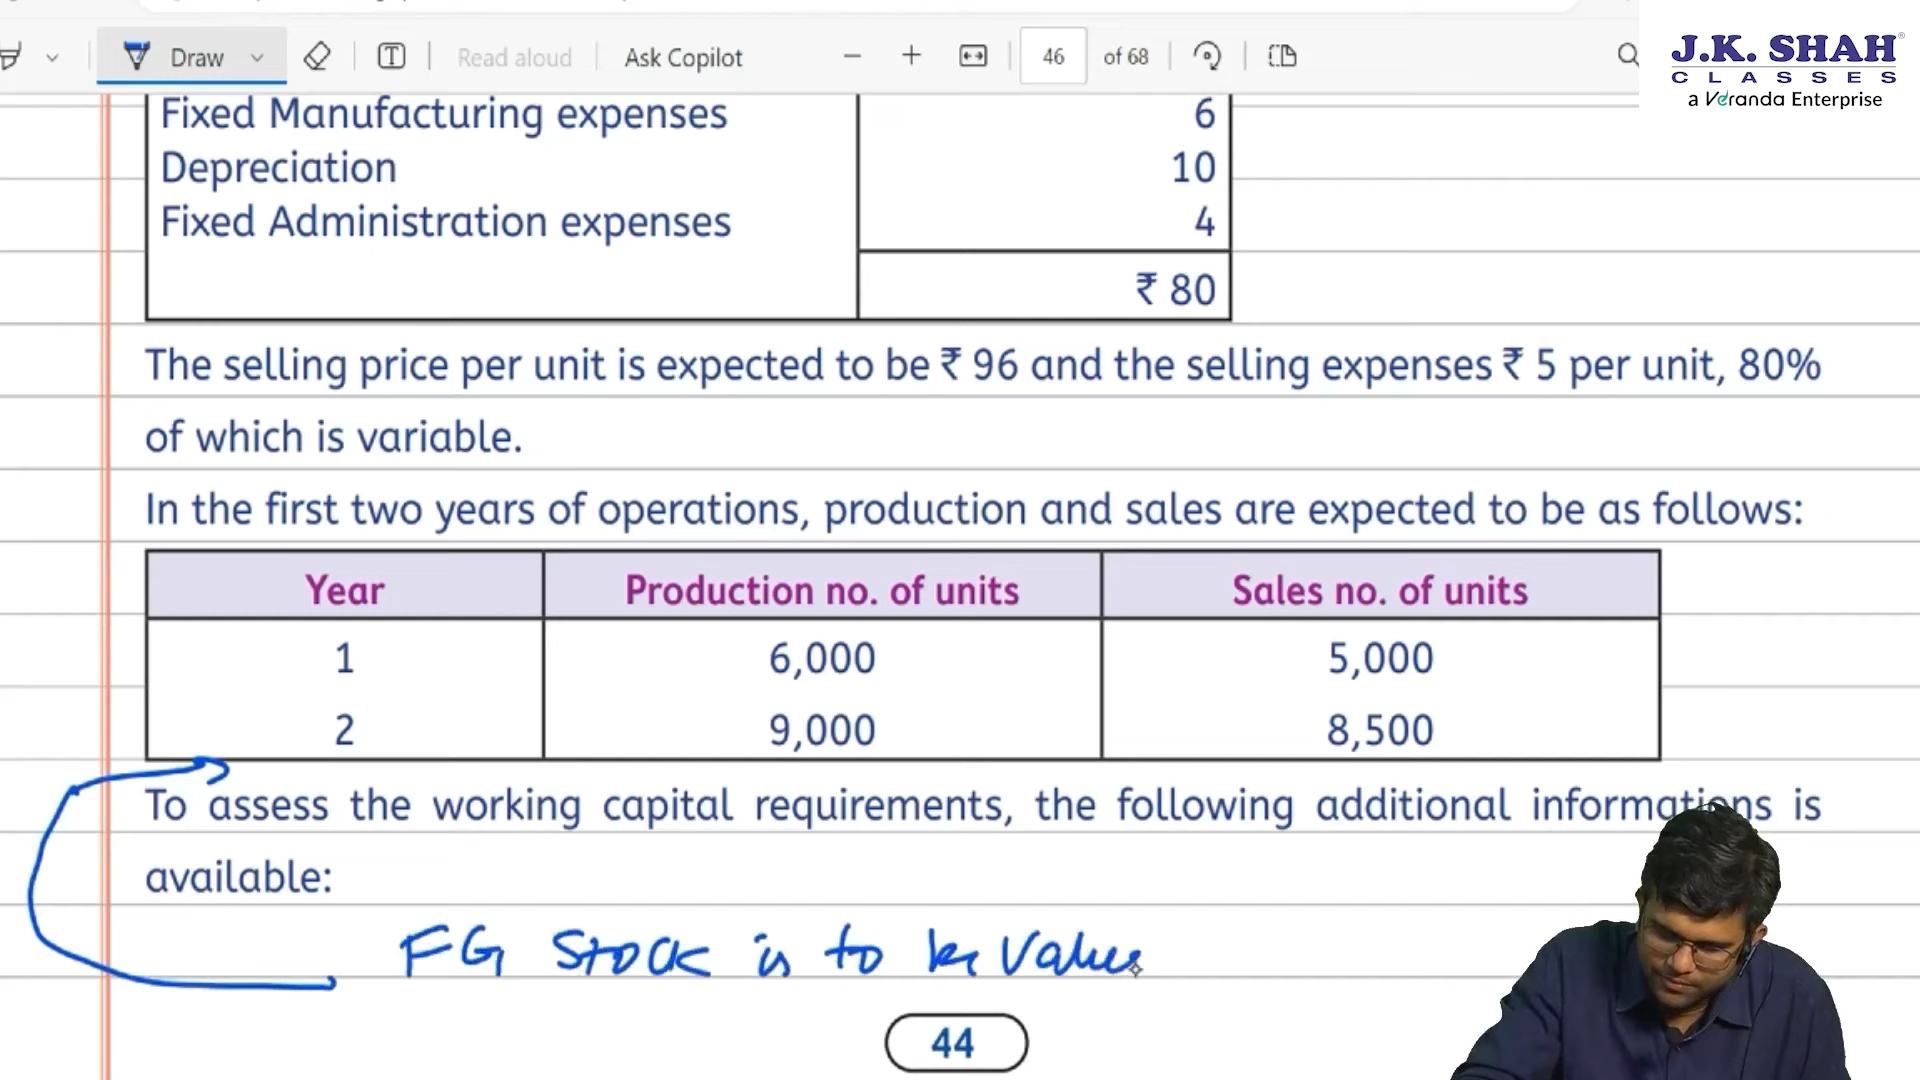 Draw
Read aloud
Ask Copilot
46 of 68
J.K. SHAH®
CLASSES
a Veranda Enterprise
Fixed Manufacturing expenses 6
Depreciation 10
Fixed Administration expenses 4
₹ 80
The selling price per unit is expected to be ₹ 96 and the selling expenses ₹ 5 per unit, 80%
of which is variable.
In the first two years of operations, production and sales are expected to be as follows:
Year Production no. of units Sales no. of units
1 6,000 5,000
2 9,000 8,500
To assess the working capital requirements, the following additional informations is
available:
FG Stock is to be Value
44